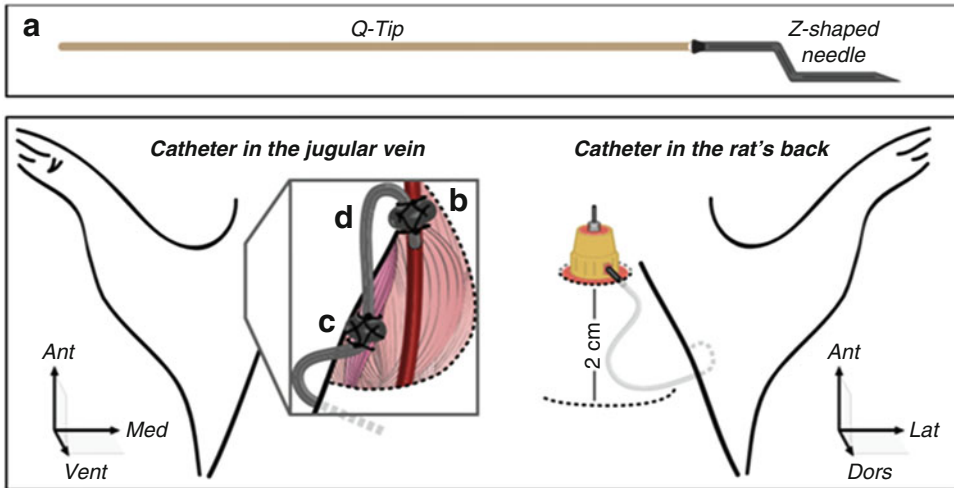 a
Q-Tip
Z-shaped
needle
Catheter in the jugular vein
Catheter in the rat's back
b
d
c
2 cm
Ant
Med
Vent
Ant
Lat
Dors